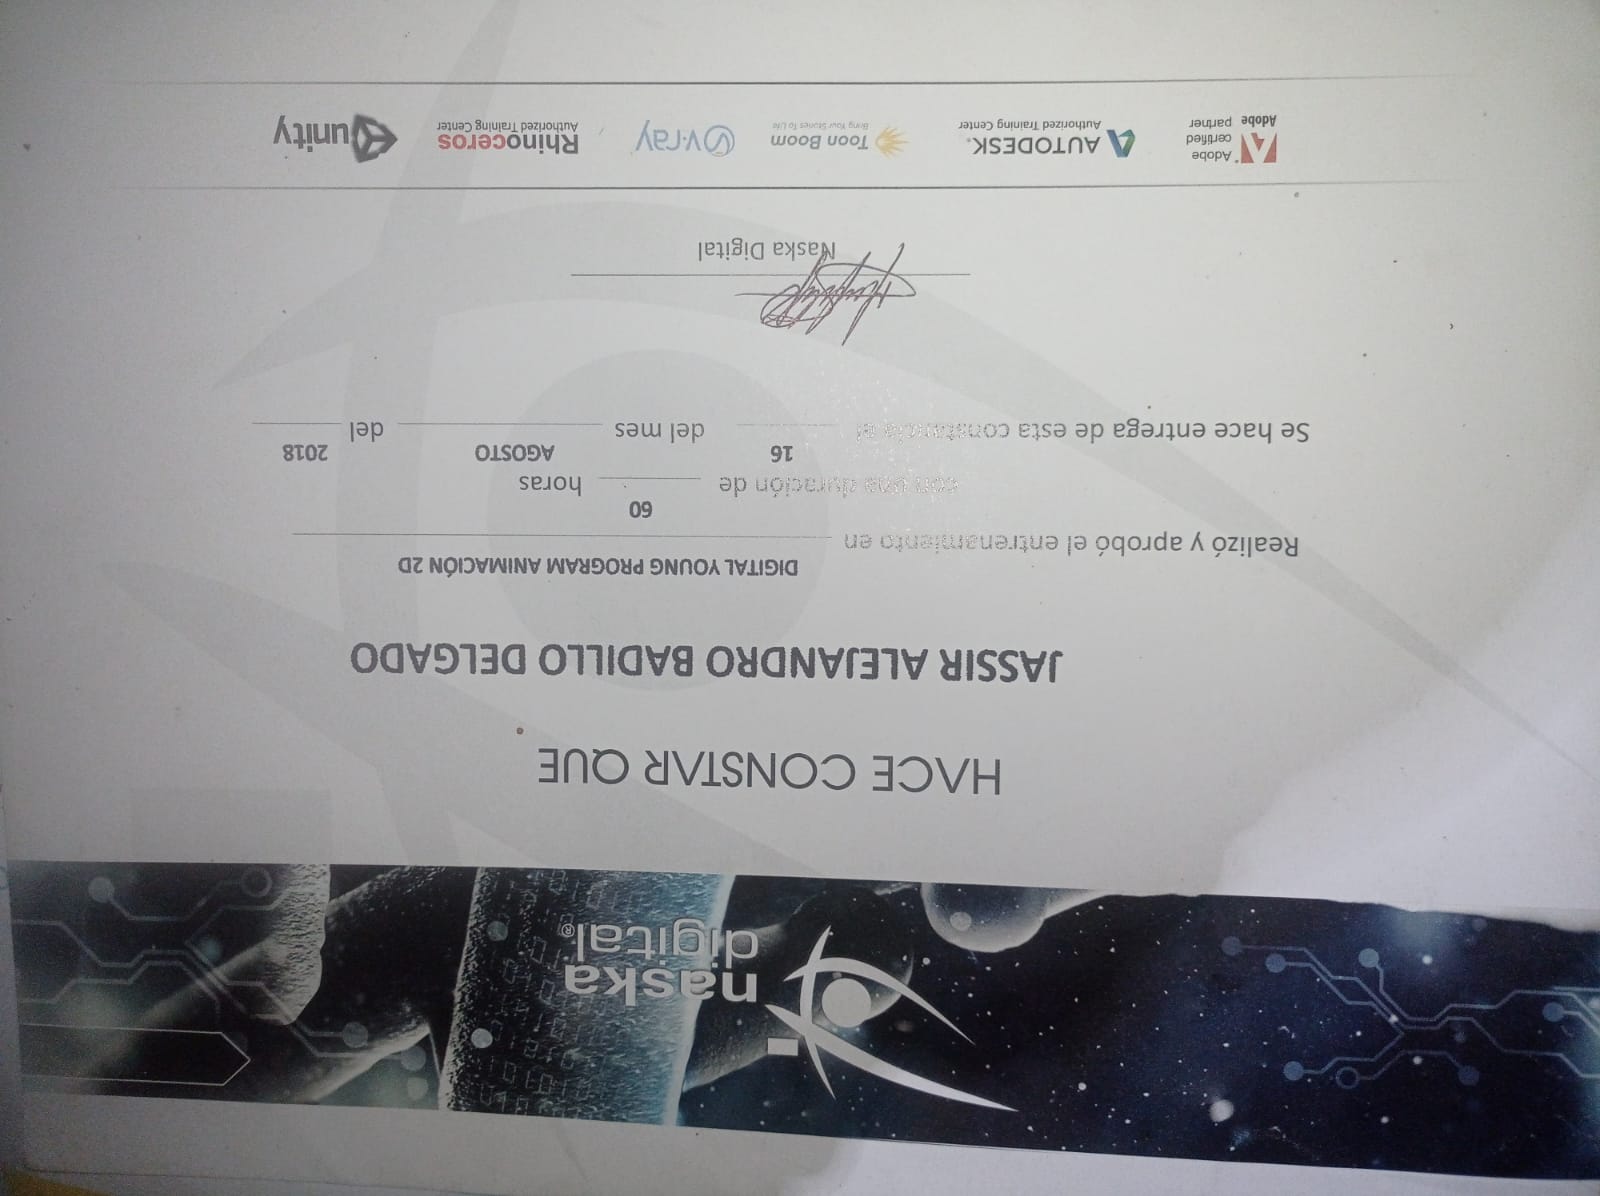 naska
digital®
HACE CONSTAR QUE
JASSIR ALEJANDRO BADILLO DELGADO
DIGITAL YOUNG PROGRAM ANIMACIÓN 2D
Realizó y aprobó el entrenamiento en
60
con una duración de horas
16 AGOSTO 2018
Se hace entrega de esta constancia el del mes del
Naska Digital
Adobe® certified partner Adobe
AUTODESK® Authorized Training Center
Toon Boom Bring Your Stories To Life
v·ray
Rhinoceros Authorized Training Center
unity